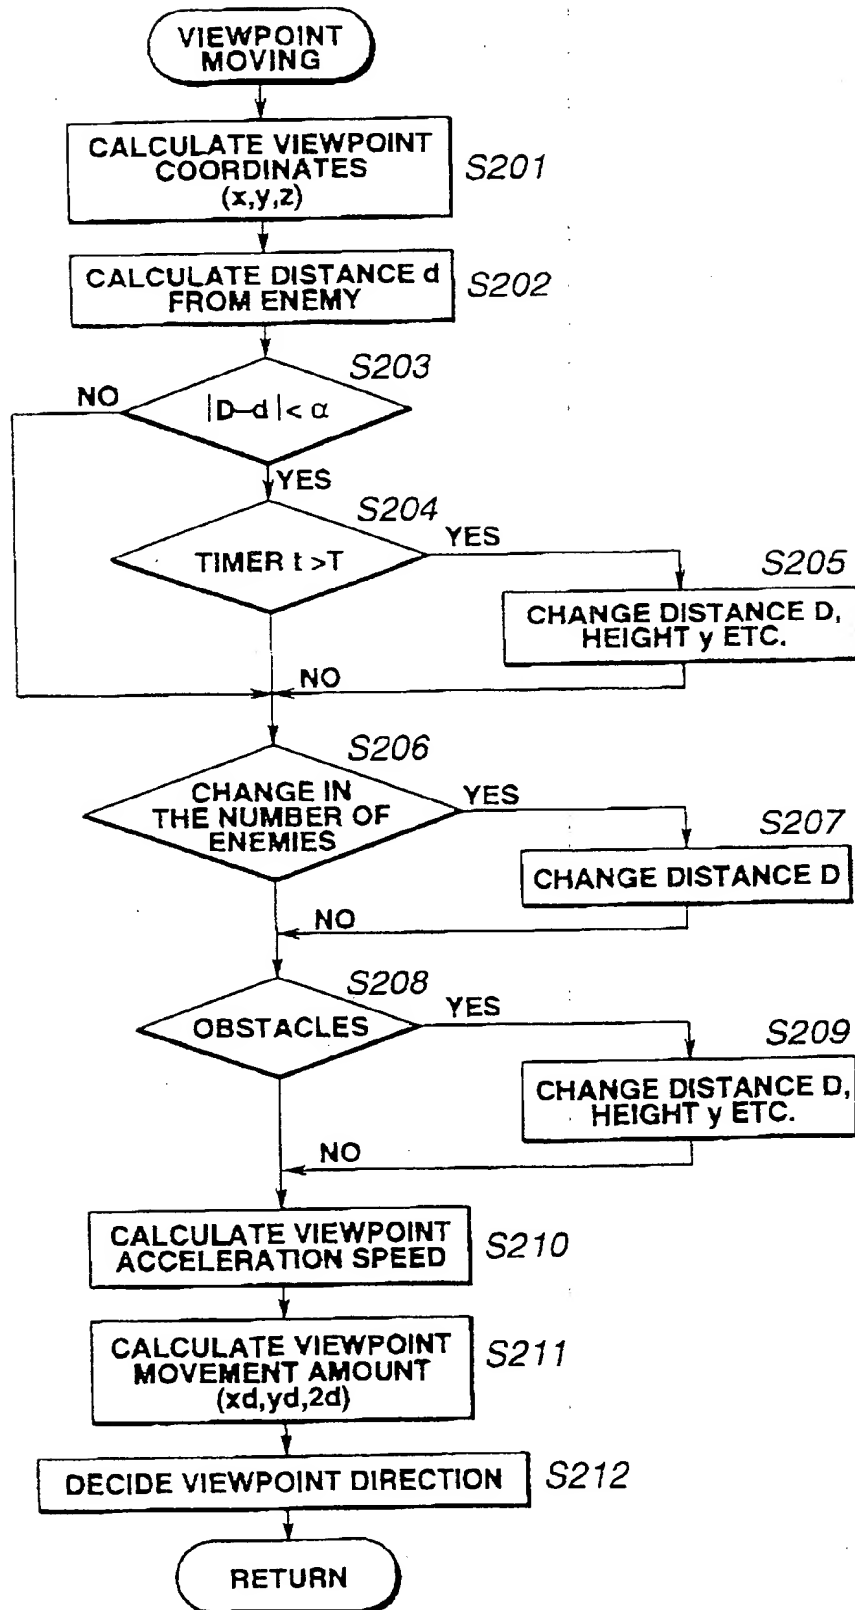 VIEWPOINT
MOVING
CALCULATE VIEWPOINT
COORDINATES
(x,y,z)
S201
CALCULATE DISTANCE d
FROM ENEMY
S202
S203
NO
|D–d|< α
YES
S204
TIMER t >T
YES
S205
CHANGE DISTANCE D,
HEIGHT y ETC.
NO
S206
CHANGE IN
THE NUMBER OF
ENEMIES
YES
S207
CHANGE DISTANCE D
NO
S208
OBSTACLES
YES
S209
CHANGE DISTANCE D,
HEIGHT y ETC.
NO
CALCULATE VIEWPOINT
ACCELERATION SPEED
S210
CALCULATE VIEWPOINT
MOVEMENT AMOUNT
(xd,yd,2d)
S211
DECIDE VIEWPOINT DIRECTION
S212
RETURN